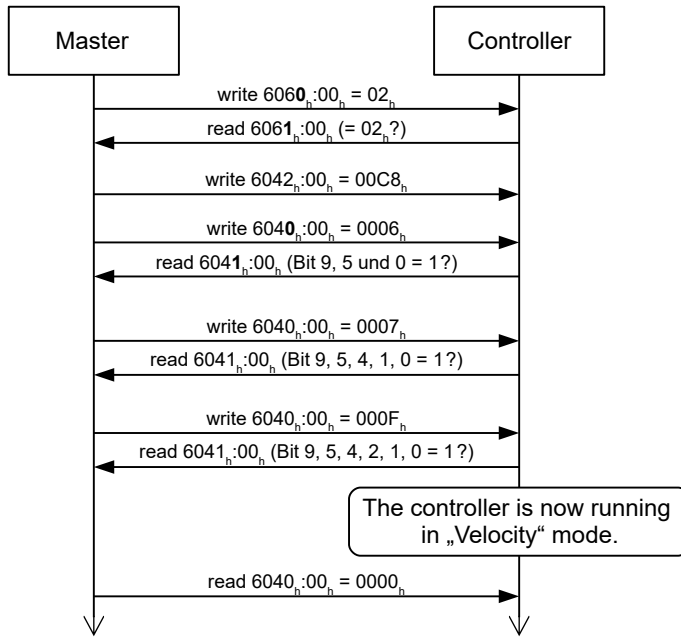 Master
Controller
write 6060ₕ:00ₕ = 02ₕ
read 6061ₕ:00ₕ (= 02ₕ?)
write 6042ₕ:00ₕ = 00C8ₕ
write 6040ₕ:00ₕ = 0006ₕ
read 6041ₕ:00ₕ (Bit 9, 5 und 0 = 1?)
write 6040ₕ:00ₕ = 0007ₕ
read 6041ₕ:00ₕ (Bit 9, 5, 4, 1, 0 = 1?)
write 6040ₕ:00ₕ = 000Fₕ
read 6041ₕ:00ₕ (Bit 9, 5, 4, 2, 1, 0 = 1?)
The controller is now running
in „Velocity“ mode.
read 6040ₕ:00ₕ = 0000ₕ